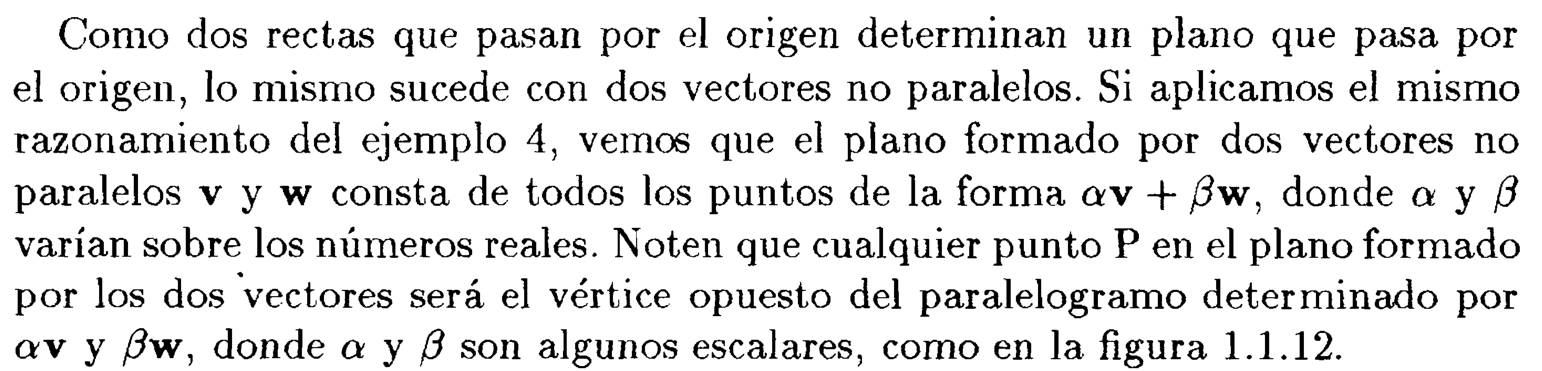 Como dos rectas que pasan por el origen determinan un plano que pasa por
el origen, lo mismo sucede con dos vectores no paralelos. Si aplicamos el mismo
razonamiento del ejemplo 4, vemos que el plano formado por dos vectores no
paralelos v y w consta de todos los puntos de la forma αv + βw, donde α y β
varían sobre los números reales. Noten que cualquier punto P en el plano formado
por los dos vectores será el vértice opuesto del paralelogramo determinado por
αv y βw, donde α y β son algunos escalares, como en la figura 1.1.12.